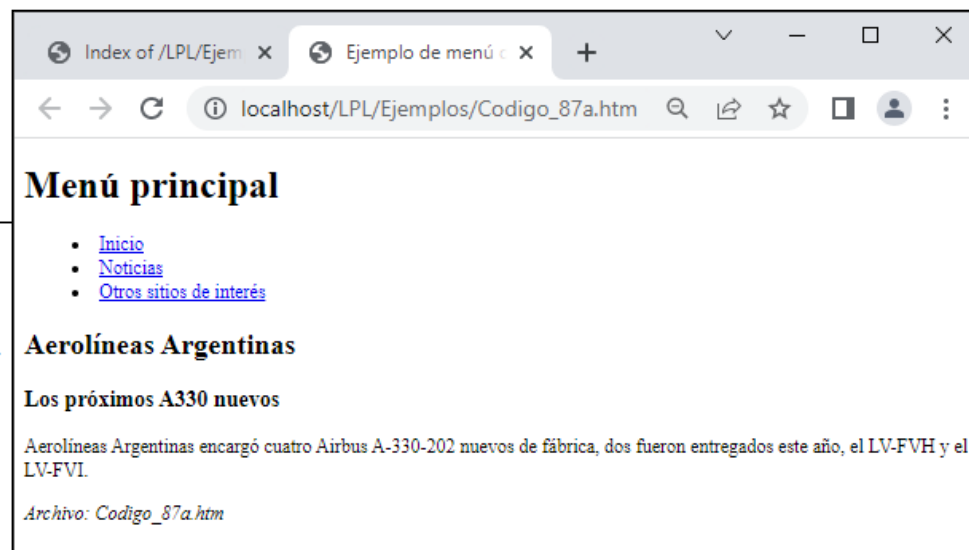 Index of /LPL/Ejem
Ejemplo de menú c
localhost/LPL/Ejemplos/Codigo_87a.htm
Menú principal
Inicio
Noticias
Otros sitios de interés
Aerolíneas Argentinas
Los próximos A330 nuevos
Aerolíneas Argentinas encargó cuatro Airbus A-330-202 nuevos de fábrica, dos fueron entregados este año, el LV-FVH y el
LV-FVI.
Archivo: Codigo_87a.htm